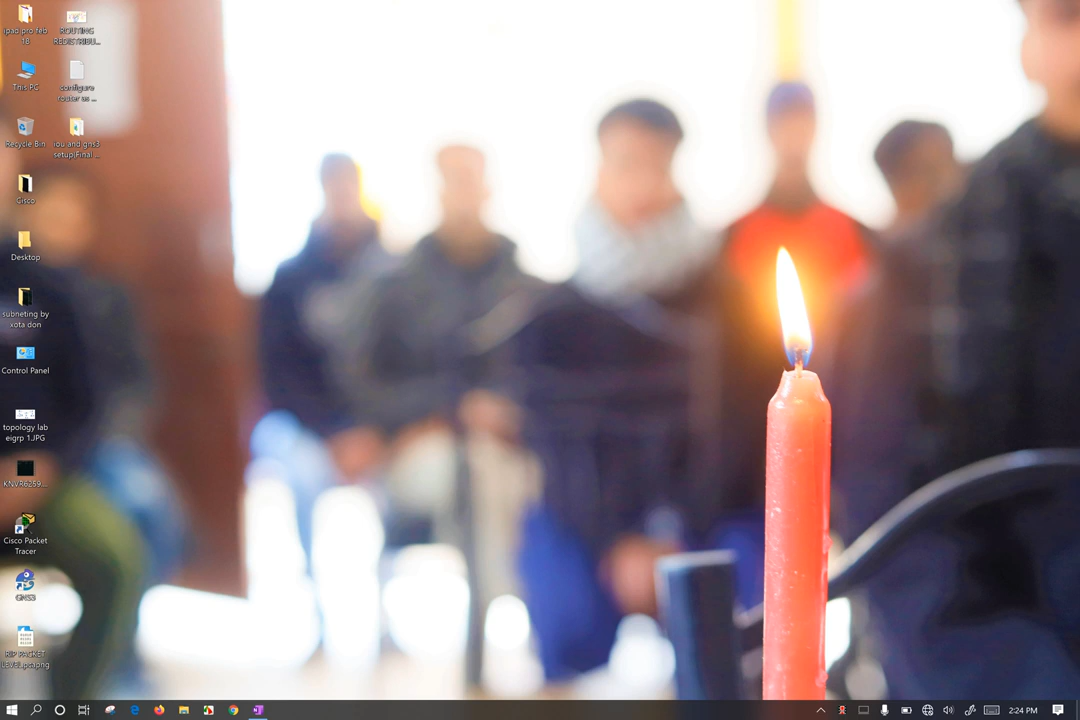 ipad pro feb
18
This PC
Recycle Bin
Cisco
Desktop
subneting by
xota don
Control Panel
topology lab
eigrp 1.JPG
KNVR6259...
Cisco Packet
Tracer
GNS3
RIP PACKET
ROUTING
REDISTRIBU...
configure
router as ...
iou and gns3
setup(Final ...
2:24 PM